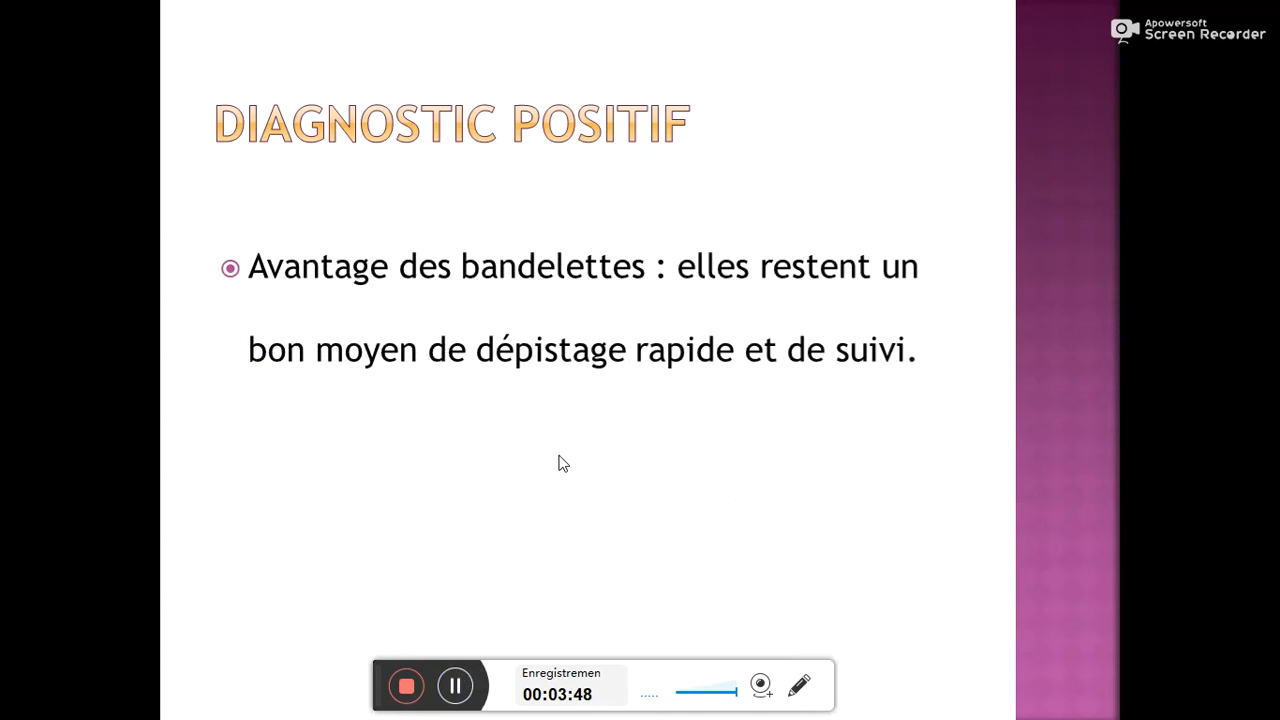 Apowersoft
Screen Recorder
DIAGNOSTIC POSITIF
Avantage des bandelettes : elles restent un
bon moyen de dépistage rapide et de suivi.
Enregistremen
00:03:48